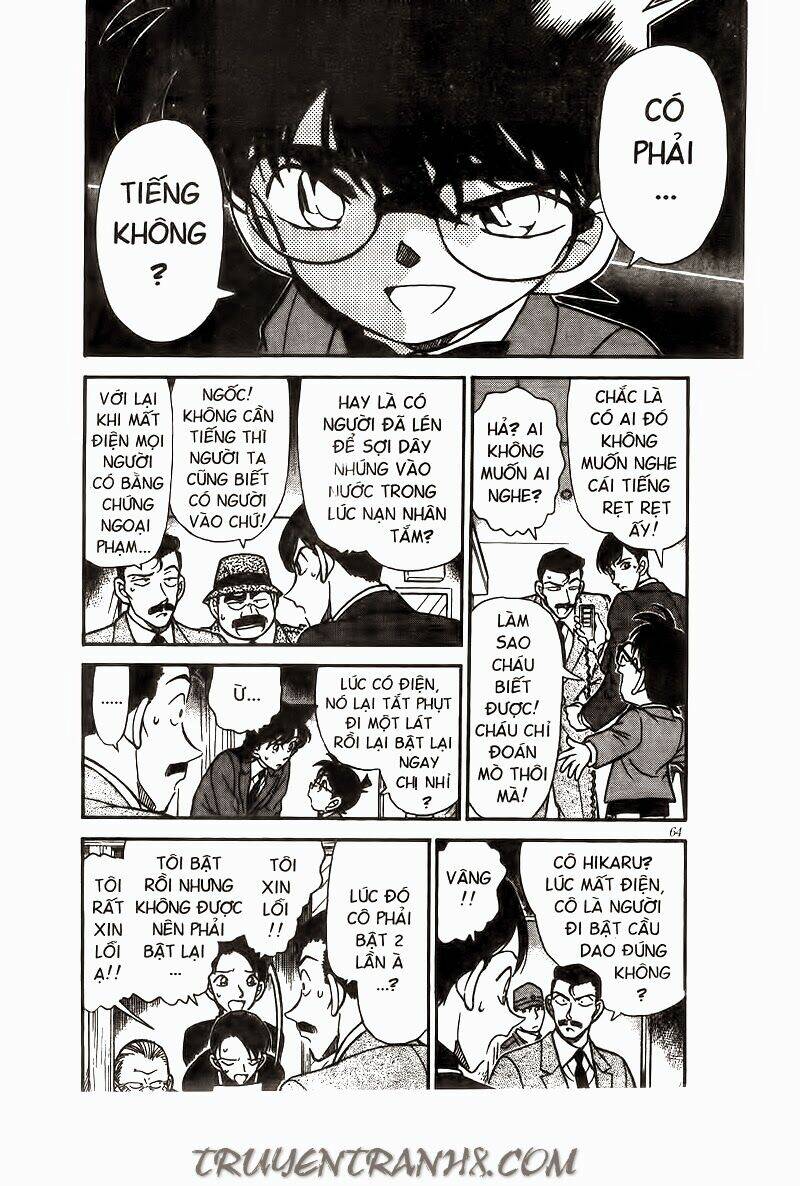 CÓ
PHẢI
...
TIẾNG
KHÔNG
?
CHẮC LÀ
CÓ AI ĐÓ
KHÔNG
MUỐN NGHE
CÁI TIẾNG
RẸT RẸT
ẤY!
HẢ? AI
KHÔNG
MUỐN AI
NGHE?
LÀM
SAO
CHÁU
BIẾT
ĐƯỢC!
CHÁU CHỈ
ĐOÁN
MÒ THÔI
MÀ!
HAY LÀ CÓ
NGƯỜI ĐÃ LÉN
ĐỂ SỢI DÂY
NHÚNG VÀO
NƯỚC TRONG
LÚC NẠN NHÂN
TẮM?
NGỐC!
KHÔNG CẦN
TIẾNG THÌ
NGƯỜI TA
CŨNG BIẾT
CÓ NGƯỜI
VÀO CHỨ!
VỚI LẠI
KHI MẤT
ĐIỆN MỌI
NGƯỜI
CÓ BẰNG
CHỨNG
NGOẠI
PHẠM...
LÚC CÓ ĐIỆN,
NÓ LẠI TẮT PHỤT
ĐI MỘT LÁT
RỒI LẠI BẬT LẠI
NGAY
CHỊ NHỈ
?
Ừ...
......
64
CÔ HIKARU?
LÚC MẤT ĐIỆN,
CÔ LÀ NGƯỜI
ĐI BẬT CẦU
DAO ĐÚNG
KHÔNG
?
VÂNG
!!
LÚC ĐÓ
CÔ PHẢI
BẬT 2
LẦN À
...?
TÔI
XIN
LỖI
!!
TÔI BẬT
RỒI NHƯNG
KHÔNG ĐƯỢC
NÊN PHẢI
BẬT LẠI
...
TÔI
RẤT
XIN
LỖI
Ạ!!
TRUYENTRANH8.COM